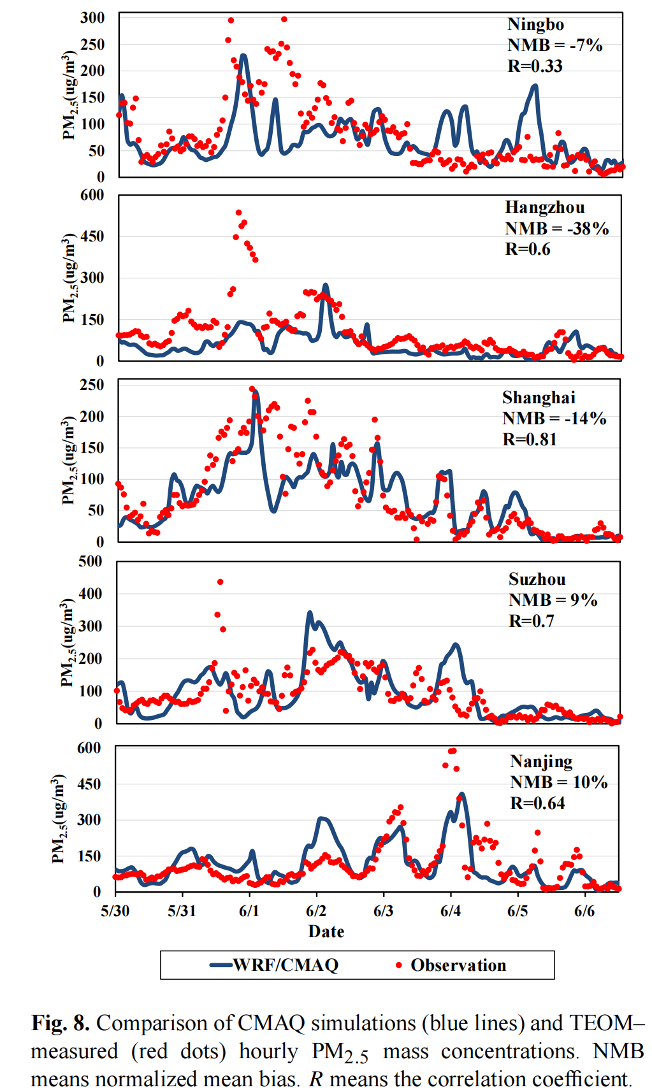 Ningbo
NMB = -7%
R=0.33
PM2.5(ug/m³)
300
250
200
150
100
50
0
Hangzhou
NMB = -38%
R=0.6
PM2.5(ug/m³)
600
450
300
150
0
Shanghai
NMB = -14%
R=0.81
PM2.5(ug/m³)
250
200
150
100
50
0
Suzhou
NMB = 9%
R=0.7
PM2.5(ug/m³)
500
400
300
200
100
0
Nanjing
NMB = 10%
R=0.64
PM2.5(ug/m³)
600
450
300
150
0
5/30 5/31 6/1 6/2 6/3 6/4 6/5 6/6
Date
WRF/CMAQ Observation
Fig. 8. Comparison of CMAQ simulations (blue lines) and TEOM–
measured (red dots) hourly PM2.5 mass concentrations. NMB
means normalized mean bias. R means the correlation coefficient.